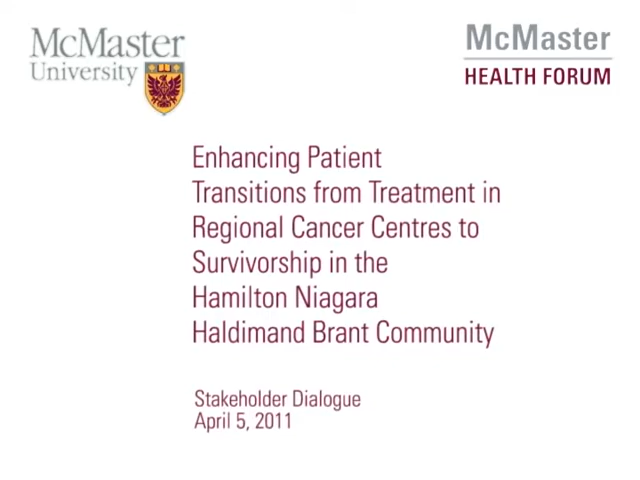 McMaster
University
McMaster
HEALTH FORUM
Enhancing Patient
Transitions from Treatment in
Regional Cancer Centres to
Survivorship in the
Hamilton Niagara
Haldimand Brant Community
Stakeholder Dialogue
April 5, 2011